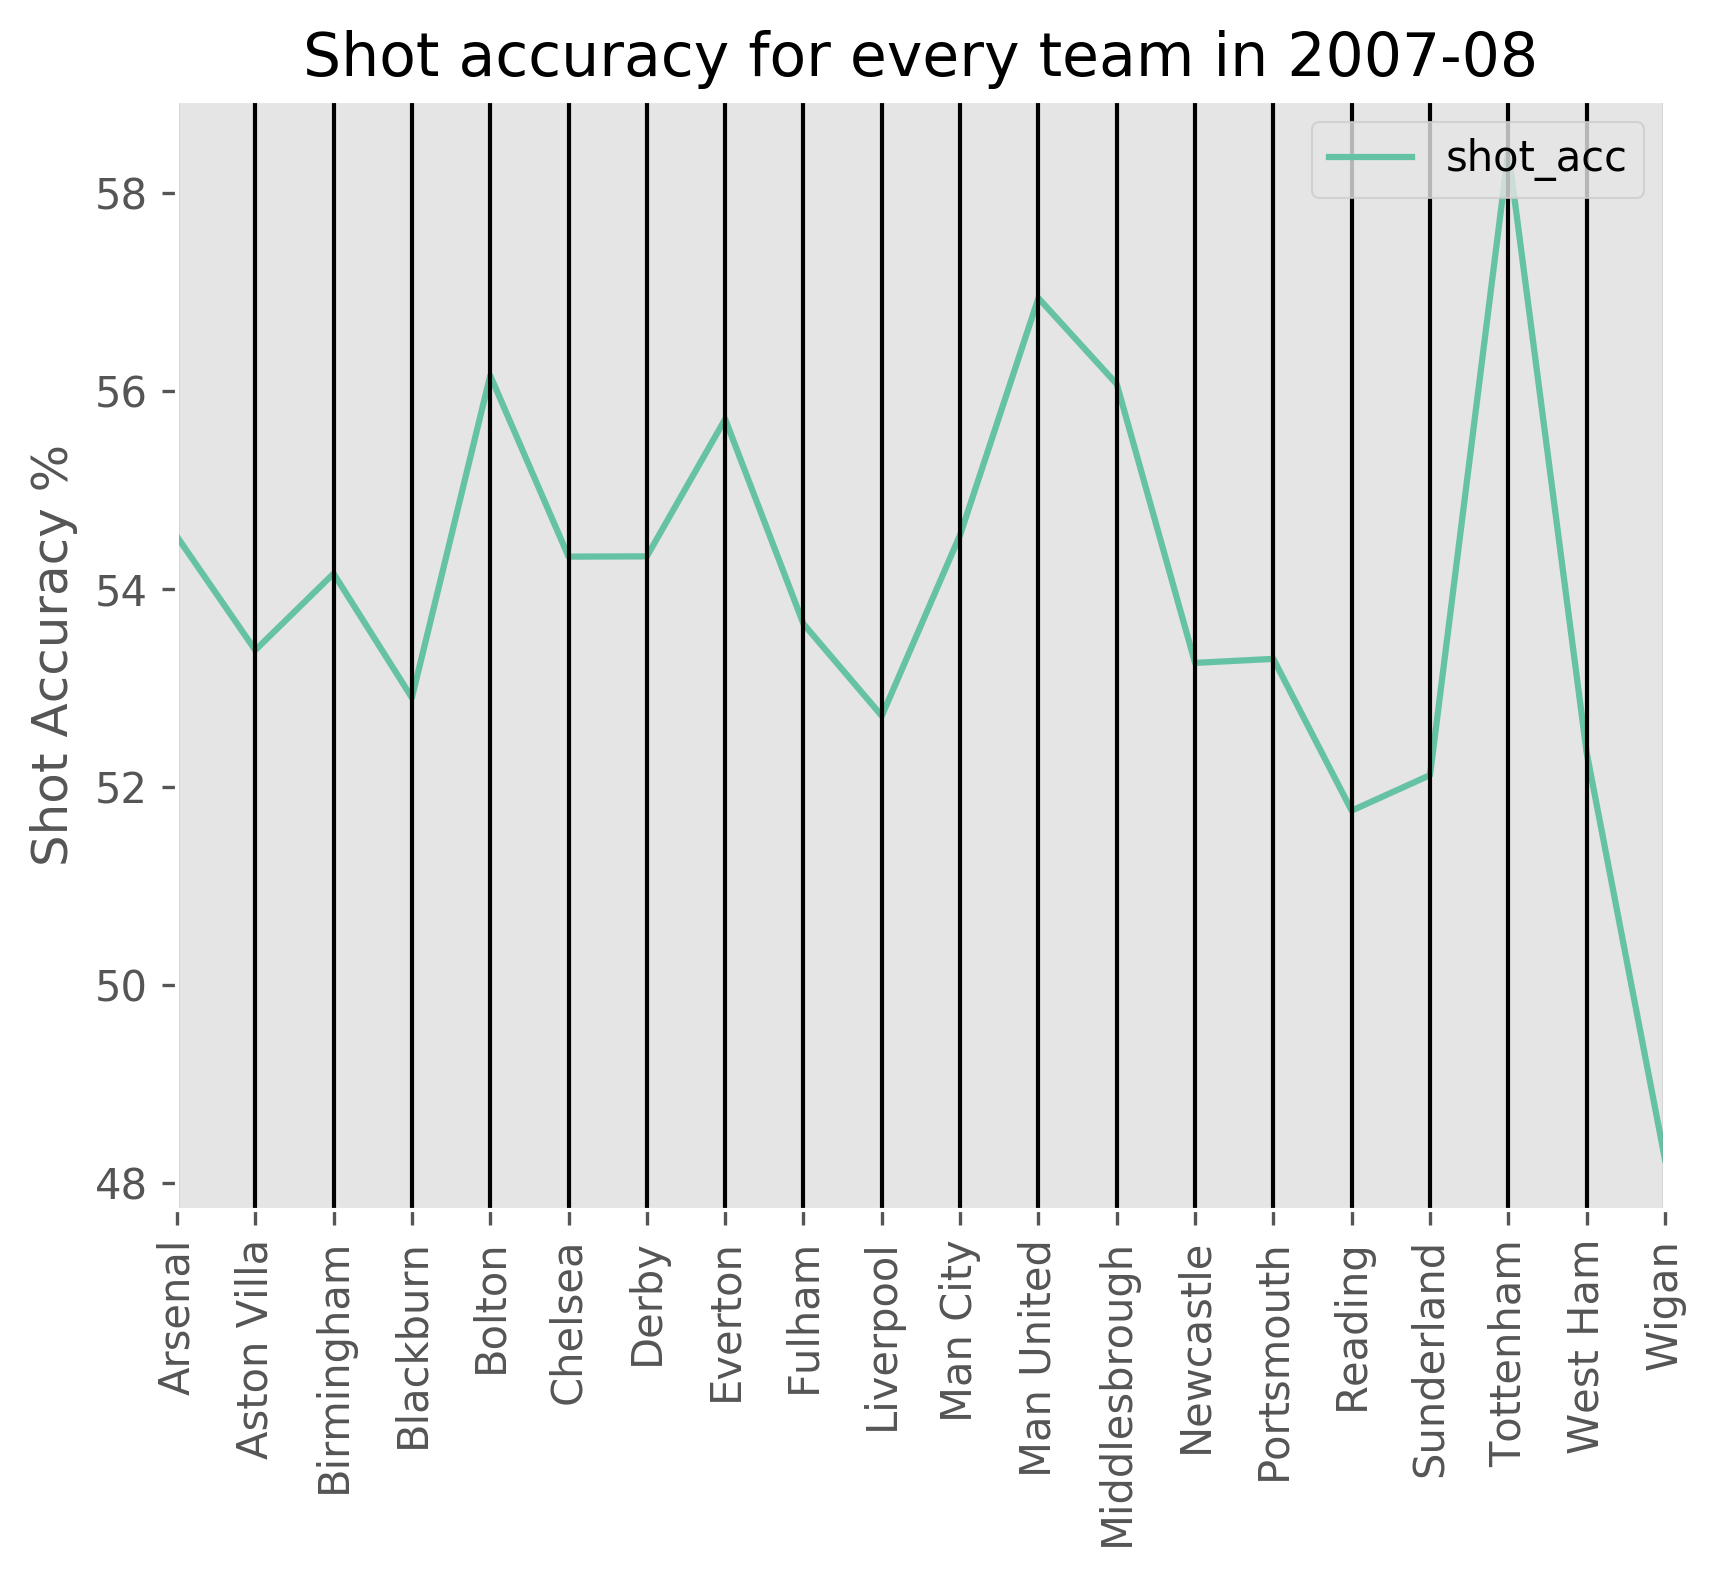 Shot accuracy for every team in 2007-08
shot_acc
Shot Accuracy %
58
56
54
52
50
48
Arsenal
Aston Villa
Birmingham
Blackburn
Bolton
Chelsea
Derby
Everton
Fulham
Liverpool
Man City
Man United
Middlesbrough
Newcastle
Portsmouth
Reading
Sunderland
Tottenham
West Ham
Wigan